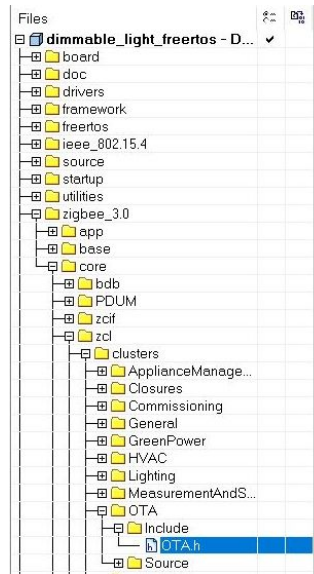 Files
dimmable_light_freertos - D...
board
doc
drivers
framework
freertos
ieee_802.15.4
source
startup
utilities
zigbee_3.0
app
base
core
bdb
PDUM
zcif
zcl
clusters
ApplianceManage...
Closures
Commissioning
General
GreenPower
HVAC
Lighting
MeasurementAndS...
OTA
Include
OTA.h
Source